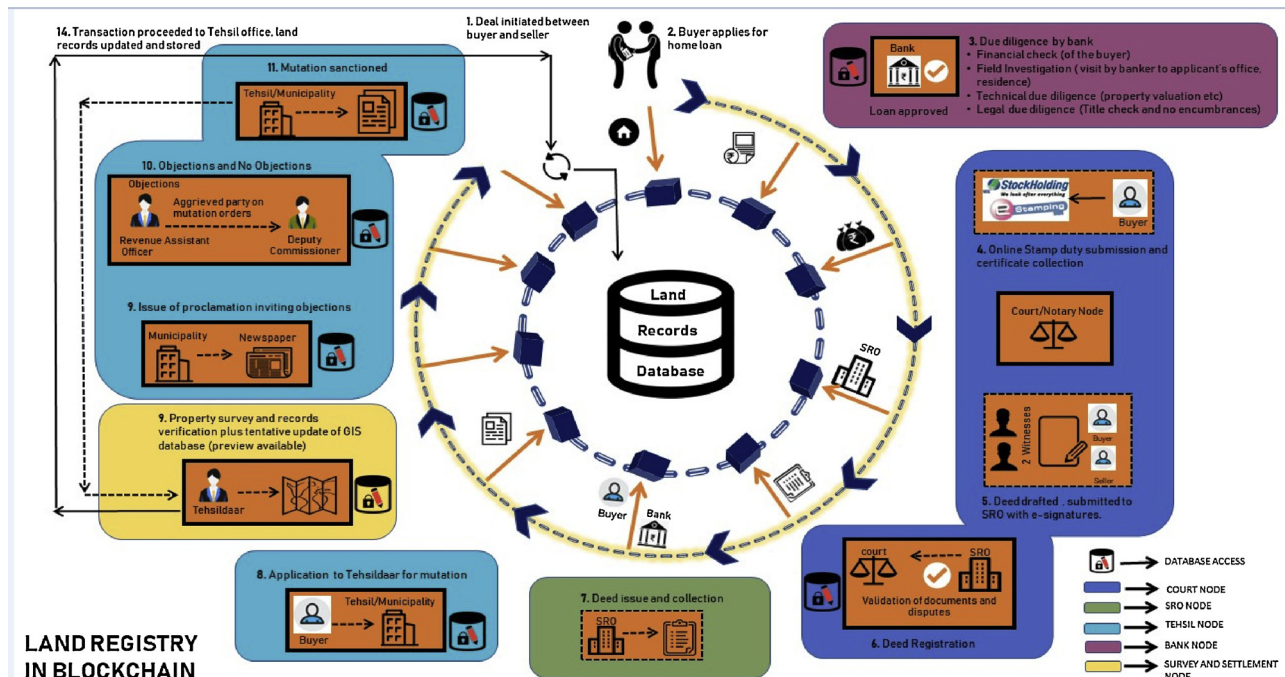 14. Transaction proceeded to Tehsil office, land
records updated and stored
1. Deal initiated between
buyer and seller
2. Buyer applies for
home loan
Bank
Loan approved
3. Due diligence by bank
• Financial check (of the buyer)
• Field Investigation (visit by banker to applicant's office,
residence)
• Technical due diligence (property valuation etc)
• Legal due diligence (Title check and no encumbrances)
11. Mutation sanctioned
Tehsil/Municipality
10. Objections and No Objections
Objections
Aggrieved party on
mutation orders
Revenue Assistant
Officer
Deputy
Commissioner
9. Issue of proclamation inviting objections
Municipality
Newspaper
9. Property survey and records
verification plus tentative update of GIS
database (preview available)
Tehsildaar
8. Application to Tehsildaar for mutation
Buyer
Tehsil/Municipality
Land
Records
Database
SRO
Buyer
Bank
StockHolding
We look after everything
Stamping
Buyer
4. Online Stamp duty submission and
certificate collection
Court/Notary Node
2 Witnesses
Buyer
Seller
5. Deed drafted , submitted to
SRO with e-signatures.
court
SRO
Validation of documents and
disputes
6. Deed Registration
7. Deed issue and collection
SRO
DATABASE ACCESS
COURT NODE
SRO NODE
TEHSIL NODE
BANK NODE
SURVEY AND SETTLEMENT
NODE
LAND REGISTRY
IN BLOCKCHAIN